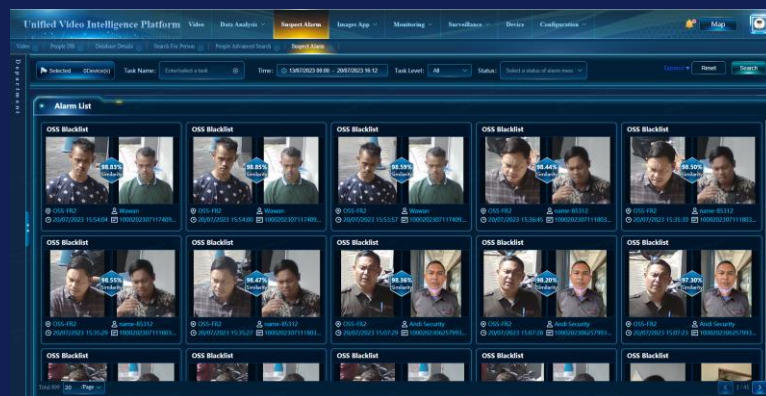 Unified Video Intelligence Platform Video Data Analysis Suspect Alarm Images App Monitoring Surveillance Device Configuration Map
Video People DB Database Details Search For Person People Advanced Search Suspect Alarm
Department
Selected 0Device(s) Task Name: Enter/select a task Time: 13/07/2023 00:00 - 20/07/2023 16:12 Task Level: All Status: Select a status of alarm mess Reset Search
Alarm List
OSS Blacklist OSS Blacklist OSS Blacklist OSS Blacklist OSS Blacklist
98.83% 98.85% 98.59% 98.44% 98.50%
Similarity Similarity Similarity Similarity Similarity
OSS-FR2 Wawan OSS-FR2 Wawan OSS-FR2 Wawan OSS-FR2 name-85312 OSS-FR2 name-85312
20/07/2023 15:54:04 20/07/2023 15:54:00 20/07/2023 15:53:57 20/07/2023 15:36:45 20/07/2023 15:35:30
OSS Blacklist OSS Blacklist OSS Blacklist OSS Blacklist OSS Blacklist
98.55% 98.47% 98.36% 98.20% 97.30%
Similarity Similarity Similarity Similarity Similarity
OSS-FR2 name-85312 OSS-FR2 name-85312 OSS-FR2 Andi Security OSS-FR2 Andi Security OSS-FR2 Andi Security
20/07/2023 15:35:29 20/07/2023 15:35:27 20/07/2023 15:07:29 20/07/2023 15:07:28 20/07/2023 15:07:23
OSS Blacklist OSS Blacklist OSS Blacklist OSS Blacklist OSS Blacklist
20 /Page 1/45